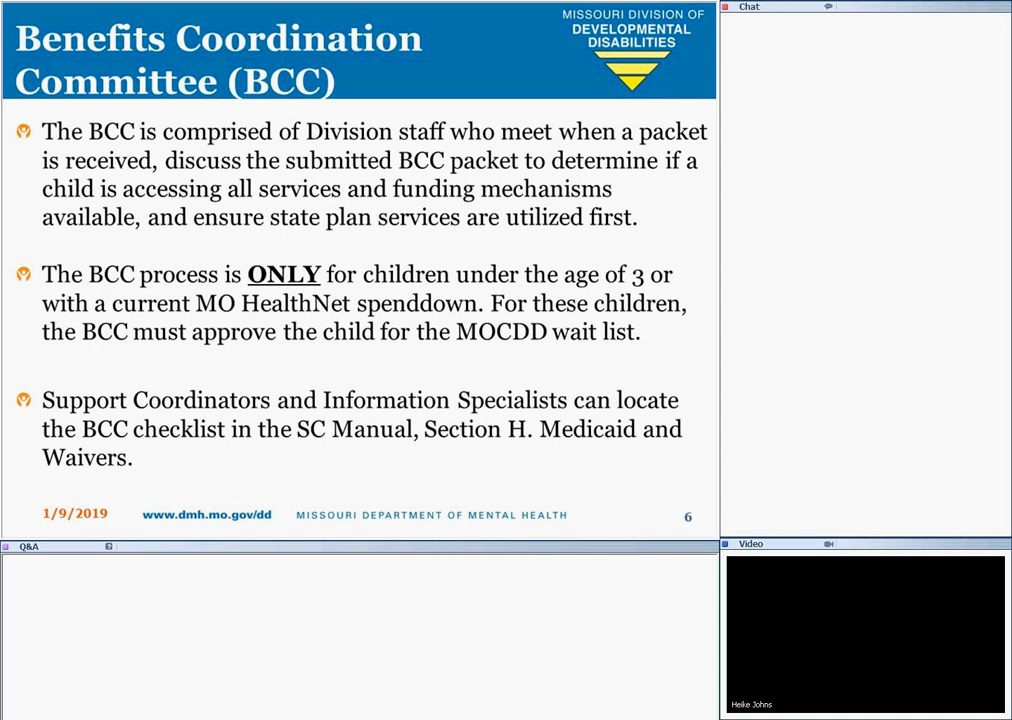 Benefits Coordination
Committee (BCC)
MISSOURI DIVISION OF
DEVELOPMENTAL
DISABILITIES
The BCC is comprised of Division staff who meet when a packet
is received, discuss the submitted BCC packet to determine if a
child is accessing all services and funding mechanisms
available, and ensure state plan services are utilized first.
The BCC process is ONLY for children under the age of 3 or
with a current MO HealthNet spenddown. For these children,
the BCC must approve the child for the MOCDD wait list.
Support Coordinators and Information Specialists can locate
the BCC checklist in the SC Manual, Section H. Medicaid and
Waivers.
1/9/2019 www.dmh.mo.gov/dd MISSOURI DEPARTMENT OF MENTAL HEALTH 6
Chat
Q&A
Video
Heike Johns